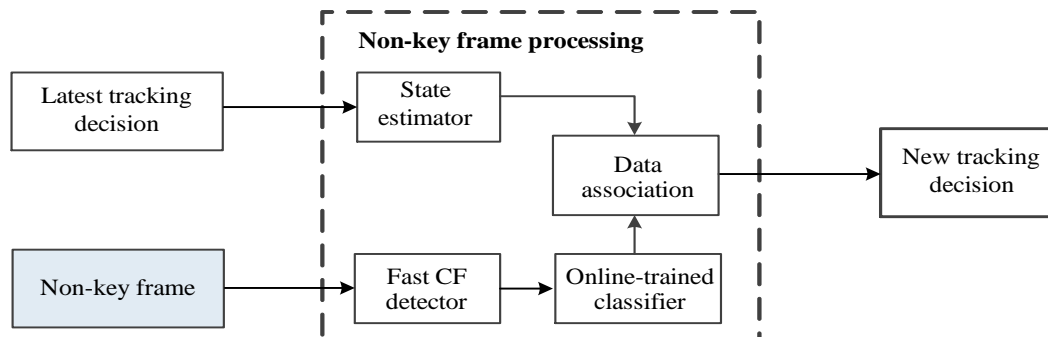 Non-key frame processing
Latest tracking
decision
State
estimator
Data
association
New tracking
decision
Non-key frame
Fast CF
detector
Online-trained
classifier